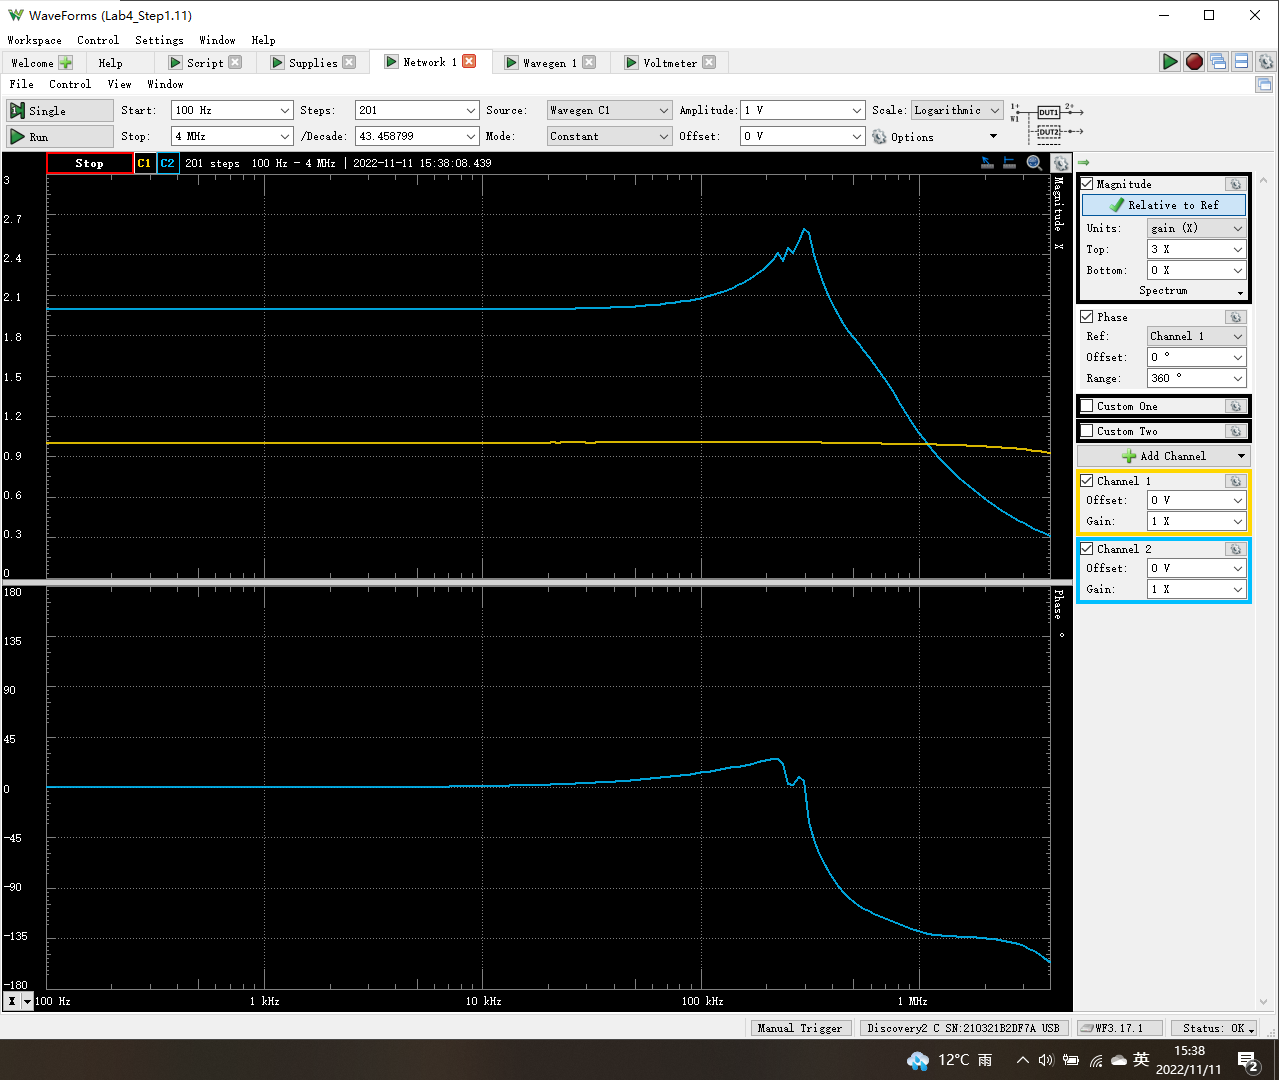 WaveForms (Lab4_Step1.11)
Workspace Control Settings Window Help
Welcome Help Script Supplies Network 1 Wavegen 1 Voltmeter
File Control View Window
Single Start: 100 Hz Steps: 201 Source: Wavegen C1 Amplitude: 1 V Scale: Logarithmic
Run Stop: 4 MHz /Decade: 43.458799 Mode: Constant Offset: 0 V Options
1+ W1 DUT1 2+
DUT2
Stop C1 C2 201 steps 100 Hz - 4 MHz | 2022-11-11 15:38:08.439
Magnitude X
3
2.7
2.4
2.1
1.8
1.5
1.2
0.9
0.6
0.3
0
Phase °
180
135
90
45
0
-45
-90
-135
-180
X 100 Hz 1 kHz 10 kHz 100 kHz 1 MHz
Magnitude
Relative to Ref
Units: gain (X)
Top: 3 X
Bottom: 0 X
Spectrum
Phase
Ref: Channel 1
Offset: 0 °
Range: 360 °
Custom One
Custom Two
Add Channel
Channel 1
Offset: 0 V
Gain: 1 X
Channel 2
Offset: 0 V
Gain: 1 X
Manual Trigger Discovery2 C SN:210321B2DF7A USB WF3.17.1 Status: OK
12°C 雨 英 15:38
2022/11/11 2